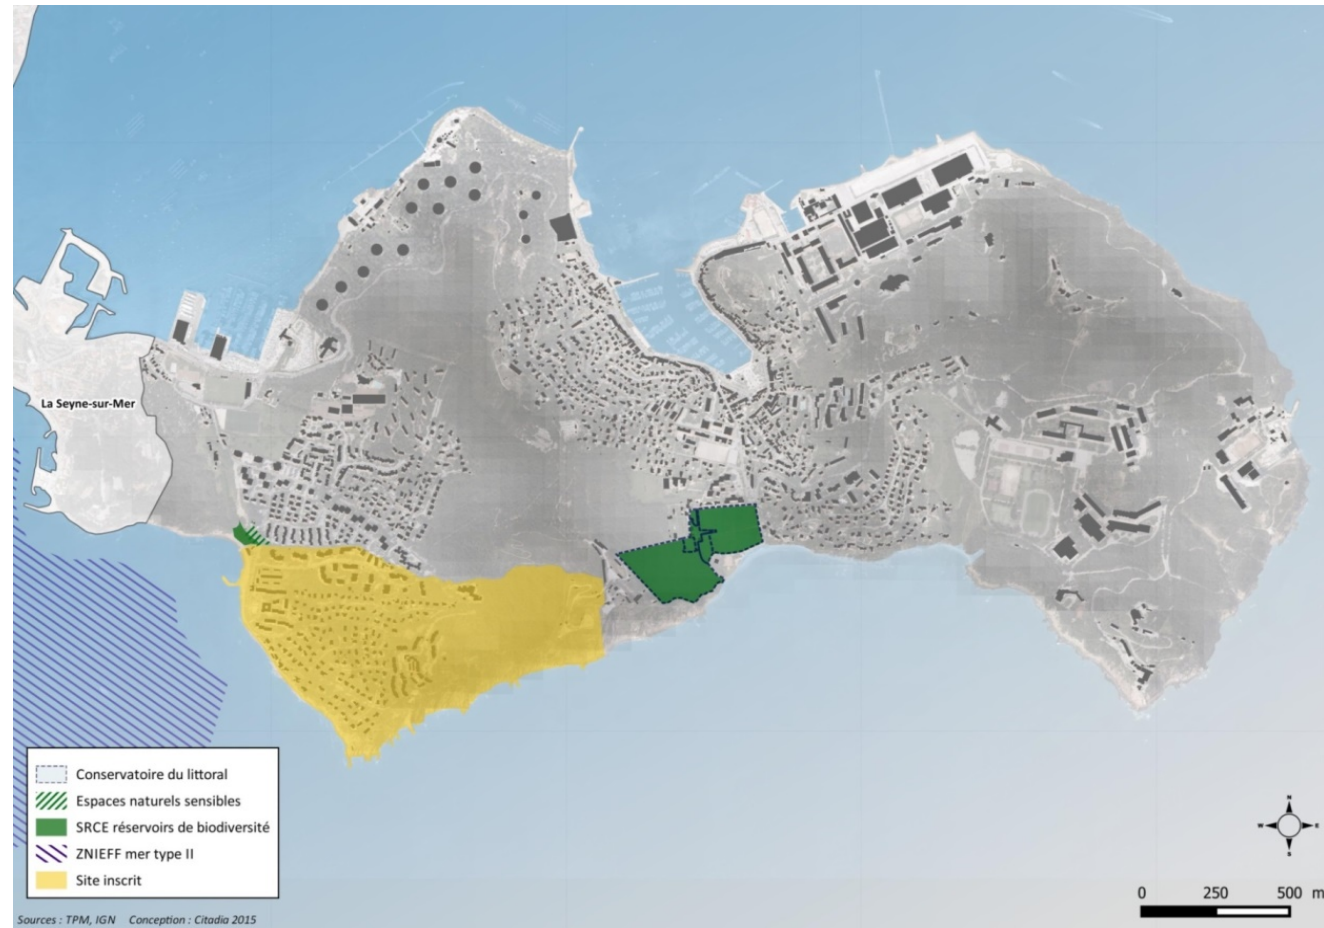 La Seyne-sur-Mer
Conservatoire du littoral
Espaces naturels sensibles
SRCE réservoirs de biodiversité
ZNIEFF mer type II
Site inscrit
N
W E
S
0 250 500 m
Sources : TPM, IGN Conception : Citadia 2015